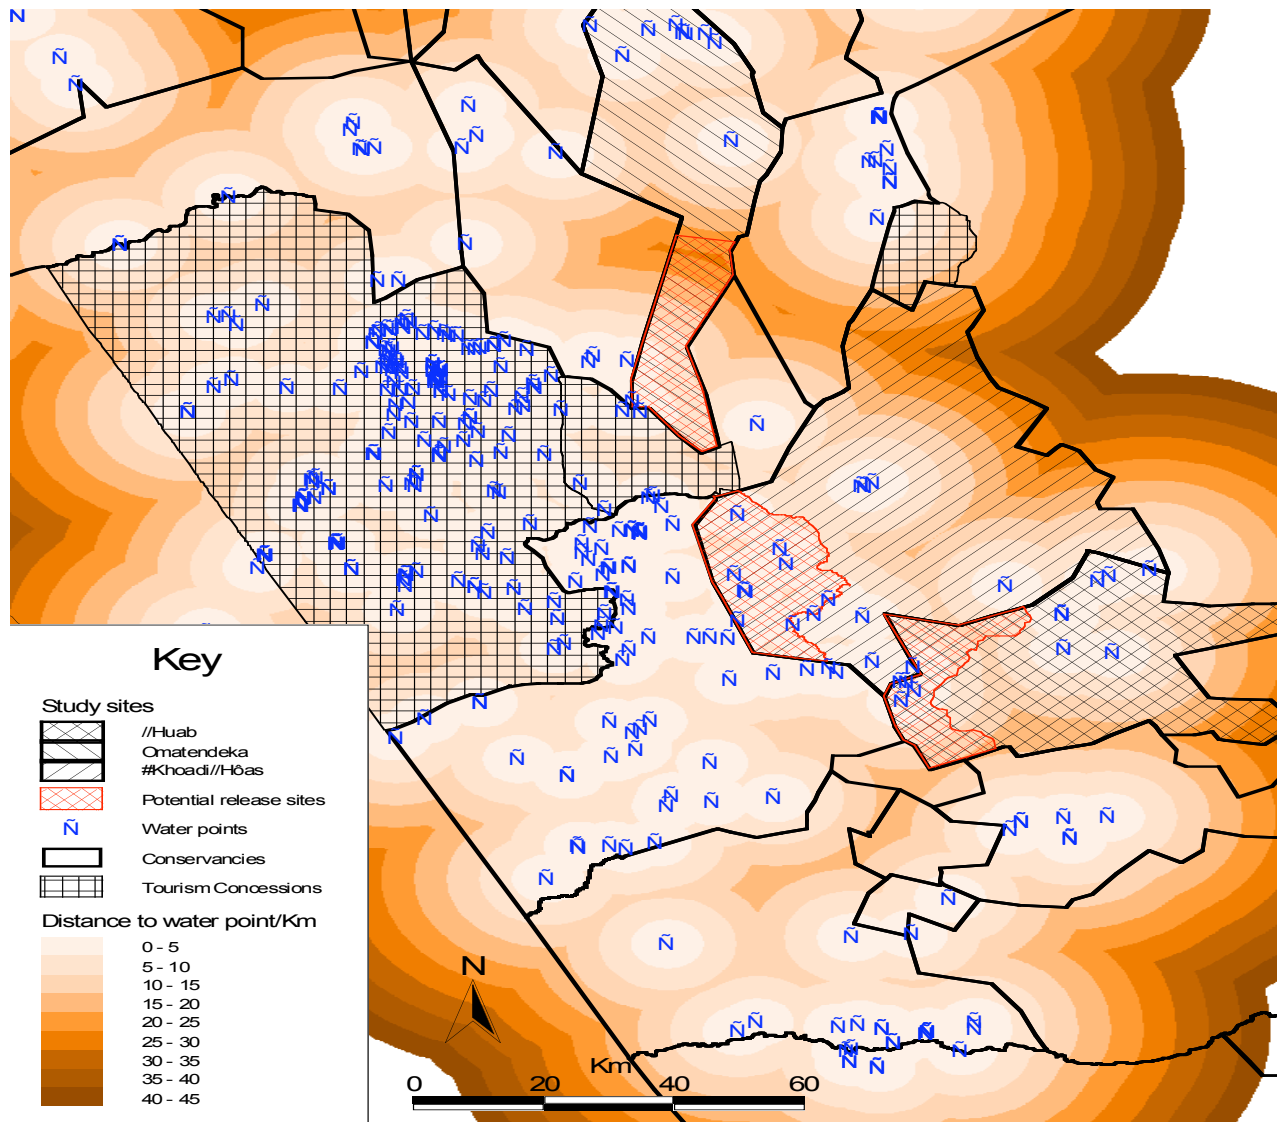 Key
Study sites
//Huab
Omatendeka
#Khoadi//Hôas
Potential release sites
Ñ Water points
Conservancies
Tourism Concessions
Distance to water point/Km
0 - 5
5 - 10
10 - 15
15 - 20
20 - 25
25 - 30
30 - 35
35 - 40
40 - 45
N
Km
0 20 40 60